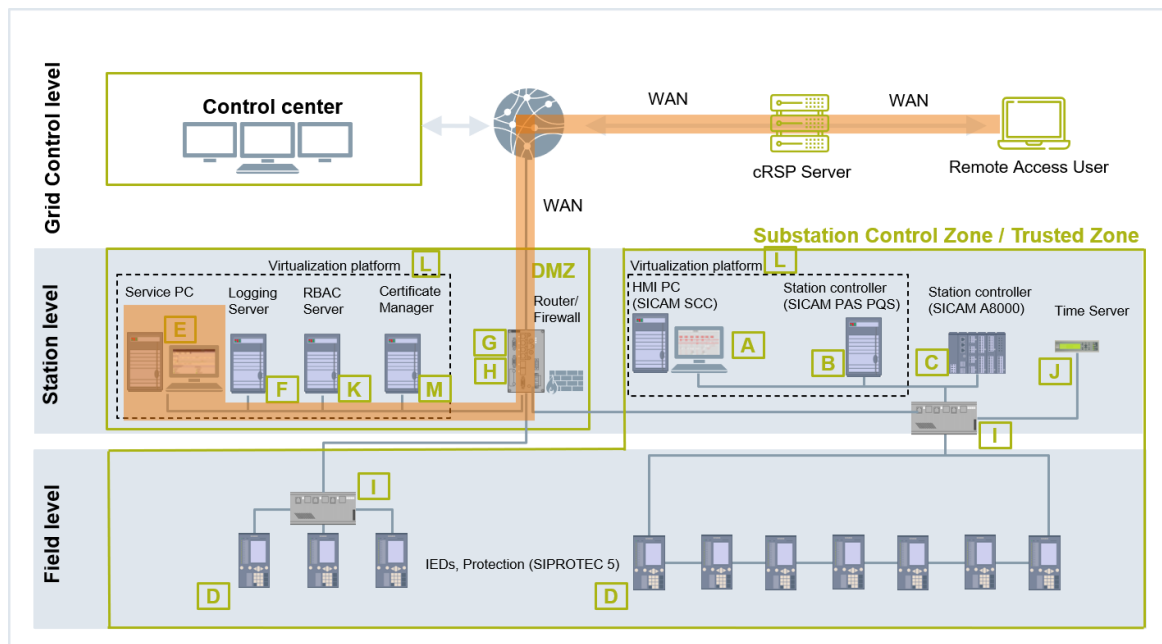 Grid Control level
Control center
WAN
WAN
cRSP Server
Remote Access User
WAN
Substation Control Zone / Trusted Zone
Station level
Virtualization platform
L
DMZ
Service PC
Logging
Server
RBAC
Server
Certificate
Manager
Router/
Firewall
E
F
K
M
G
H
Virtualization platform
L
HMI PC
(SICAM SCC)
Station controller
(SICAM PAS PQS)
Station controller
(SICAM A8000)
Time Server
A
B
C
J
I
Field level
I
D
IEDs, Protection (SIPROTEC 5)
D